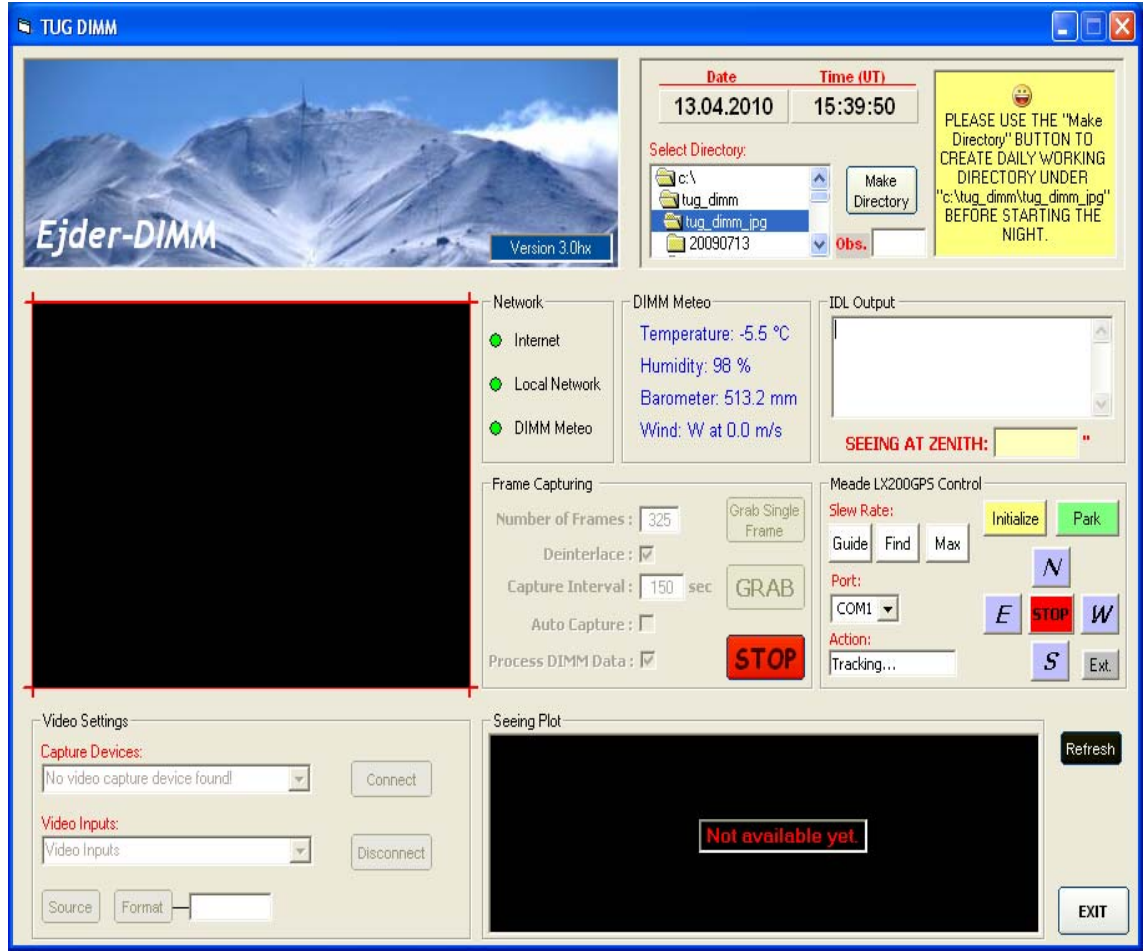 TUG DIMM
Ejder-DIMM
Version 3.0hx
Date
Time (UT)
13.04.2010
15:39:50
Select Directory:
c:\
tug_dimm
tug_dimm_jpg
20090713
Make
Directory
Obs.
PLEASE USE THE "Make
Directory" BUTTON TO
CREATE DAILY WORKING
DIRECTORY UNDER
"c:\tug_dimm\tug_dimm_jpg"
BEFORE STARTING THE
NIGHT.
Network
Internet
Local Network
DIMM Meteo
DIMM Meteo
Temperature: -5.5 °C
Humidity: 98 %
Barometer: 513.2 mm
Wind: W at 0.0 m/s
IDL Output
SEEING AT ZENITH: "
Frame Capturing
Number of Frames : 325
Deinterlace :
Capture Interval : 150 sec
Auto Capture :
Process DIMM Data :
Grab Single
Frame
GRAB
STOP
Meade LX200GPS Control
Slew Rate:
Guide Find Max
Initialize Park
Port:
COM1
Action:
Tracking...
N
E STOP W
S Ext.
Video Settings
Capture Devices:
No video capture device found!
Connect
Video Inputs:
Video Inputs
Disconnect
Source Format
Seeing Plot
Not available yet.
Refresh
EXIT